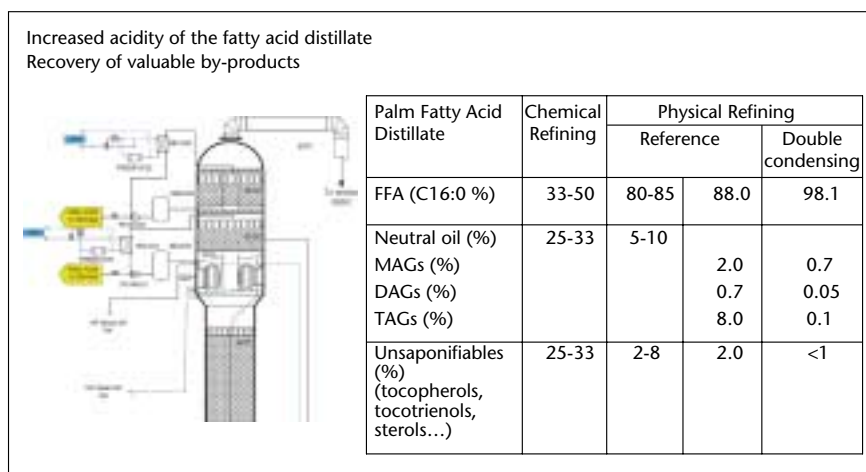 Increased acidity of the fatty acid distillate
Recovery of valuable by-products
Palm Fatty Acid Distillate Chemical Refining Physical Refining
Reference Double condensing
FFA (C16:0 %) 33-50 80-85 88.0 98.1
Neutral oil (%) 25-33 5-10
MAGs (%) 2.0 0.7
DAGs (%) 0.7 0.05
TAGs (%) 8.0 0.1
Unsaponifiables 25-33 2-8 2.0 <1
(%)
(tocopherols,
tocotrienols,
sterols…)